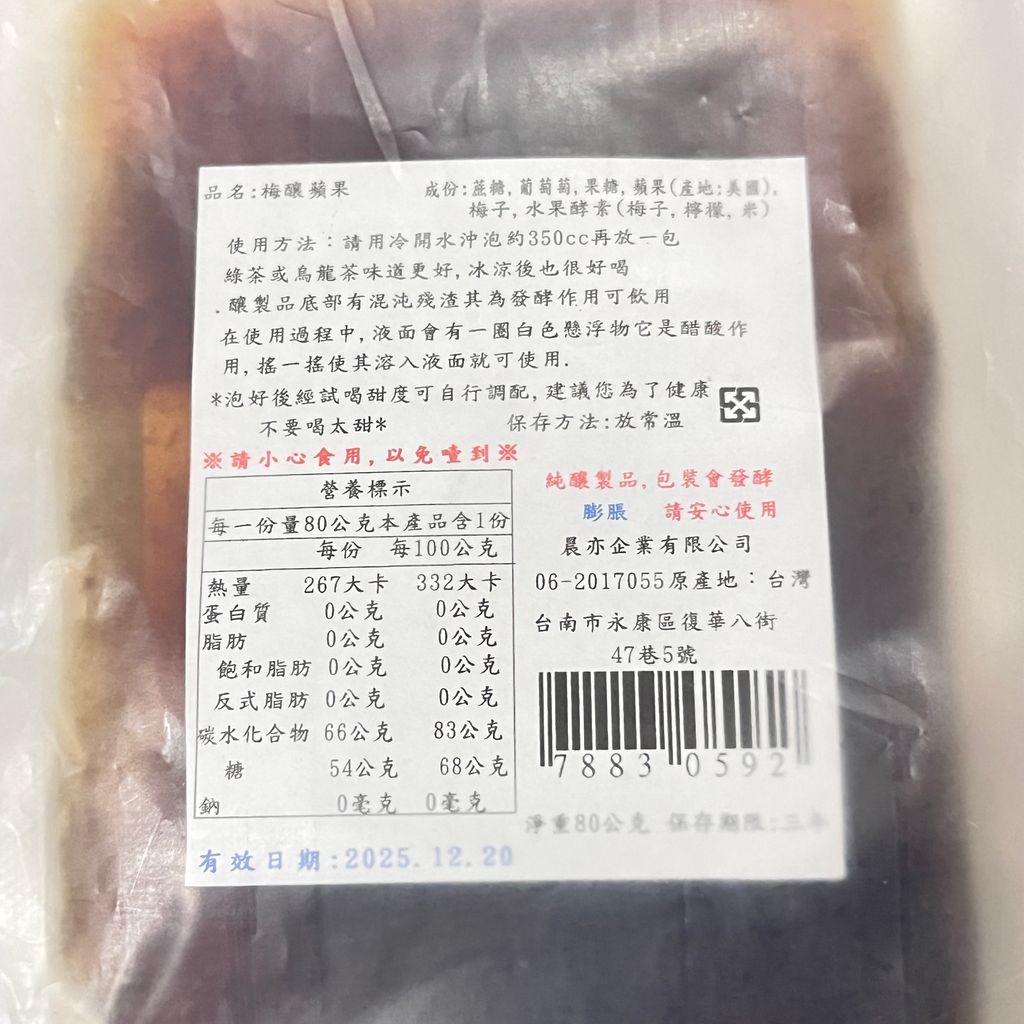 品名:梅釀蘋果
成份:蔗糖,葡萄萄,果糖,蘋果(產地:美國),
梅子,水果酵素(梅子,檸檬,米)
使用方法：請用冷開水沖泡約350cc再放一包
綠茶或烏龍茶味道更好,冰涼後也很好喝
.釀製品底部有混沌殘渣其為發酵作用可飲用
在使用過程中,液面會有一圈白色懸浮物它是醋酸作
用,搖一搖使其溶入液面就可使用.
*泡好後經試喝甜度可自行調配,建議您為了健康
不要喝太甜*
保存方法:放常溫
※請小心食用,以免噎到※
營養標示
每一份量80公克本產品含1份
每份 每100公克
熱量 267大卡 332大卡
蛋白質 0公克 0公克
脂肪 0公克 0公克
飽和脂肪 0公克 0公克
反式脂肪 0公克 0公克
碳水化合物 66公克 83公克
糖 54公克 68公克
鈉 0毫克 0毫克
有效日期:2025.12.20
純釀製品,包裝會發酵
膨脹 請安心使用
晨亦企業有限公司
06-2017055原產地：台灣
台南市永康區復華八街
47巷5號
7883 0592
淨重80公克 保存期限:三年